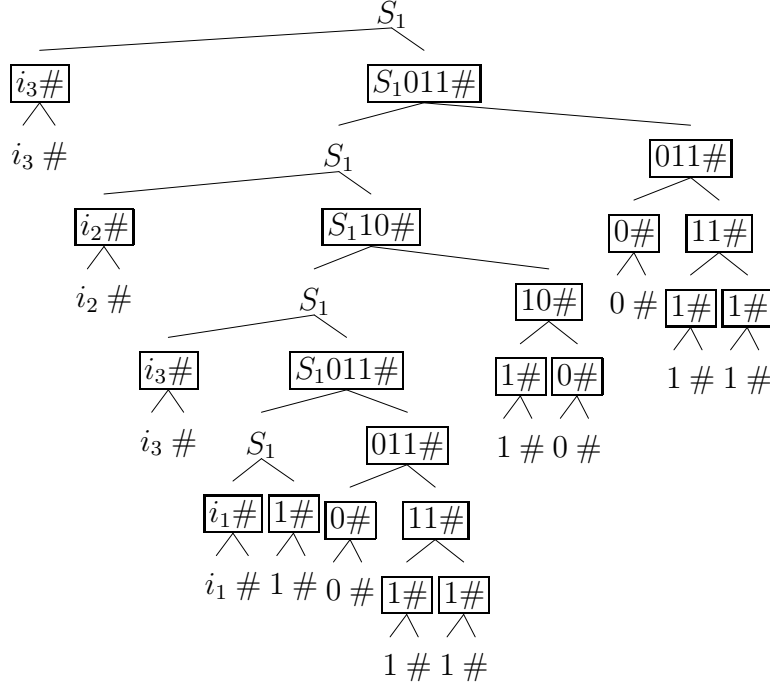 S₁
i₃# S₁011#
i₃ # S₁ 011#
i₂# S₁10# 0# 11#
i₂ # S₁ 10# 0 # 1# 1#
i₃# S₁011# 1# 0# 1 # 1 #
i₃ # S₁ 011# 1 # 0 #
i₁# 1# 0# 11#
i₁ # 1 # 0 # 1# 1#
1 # 1 #